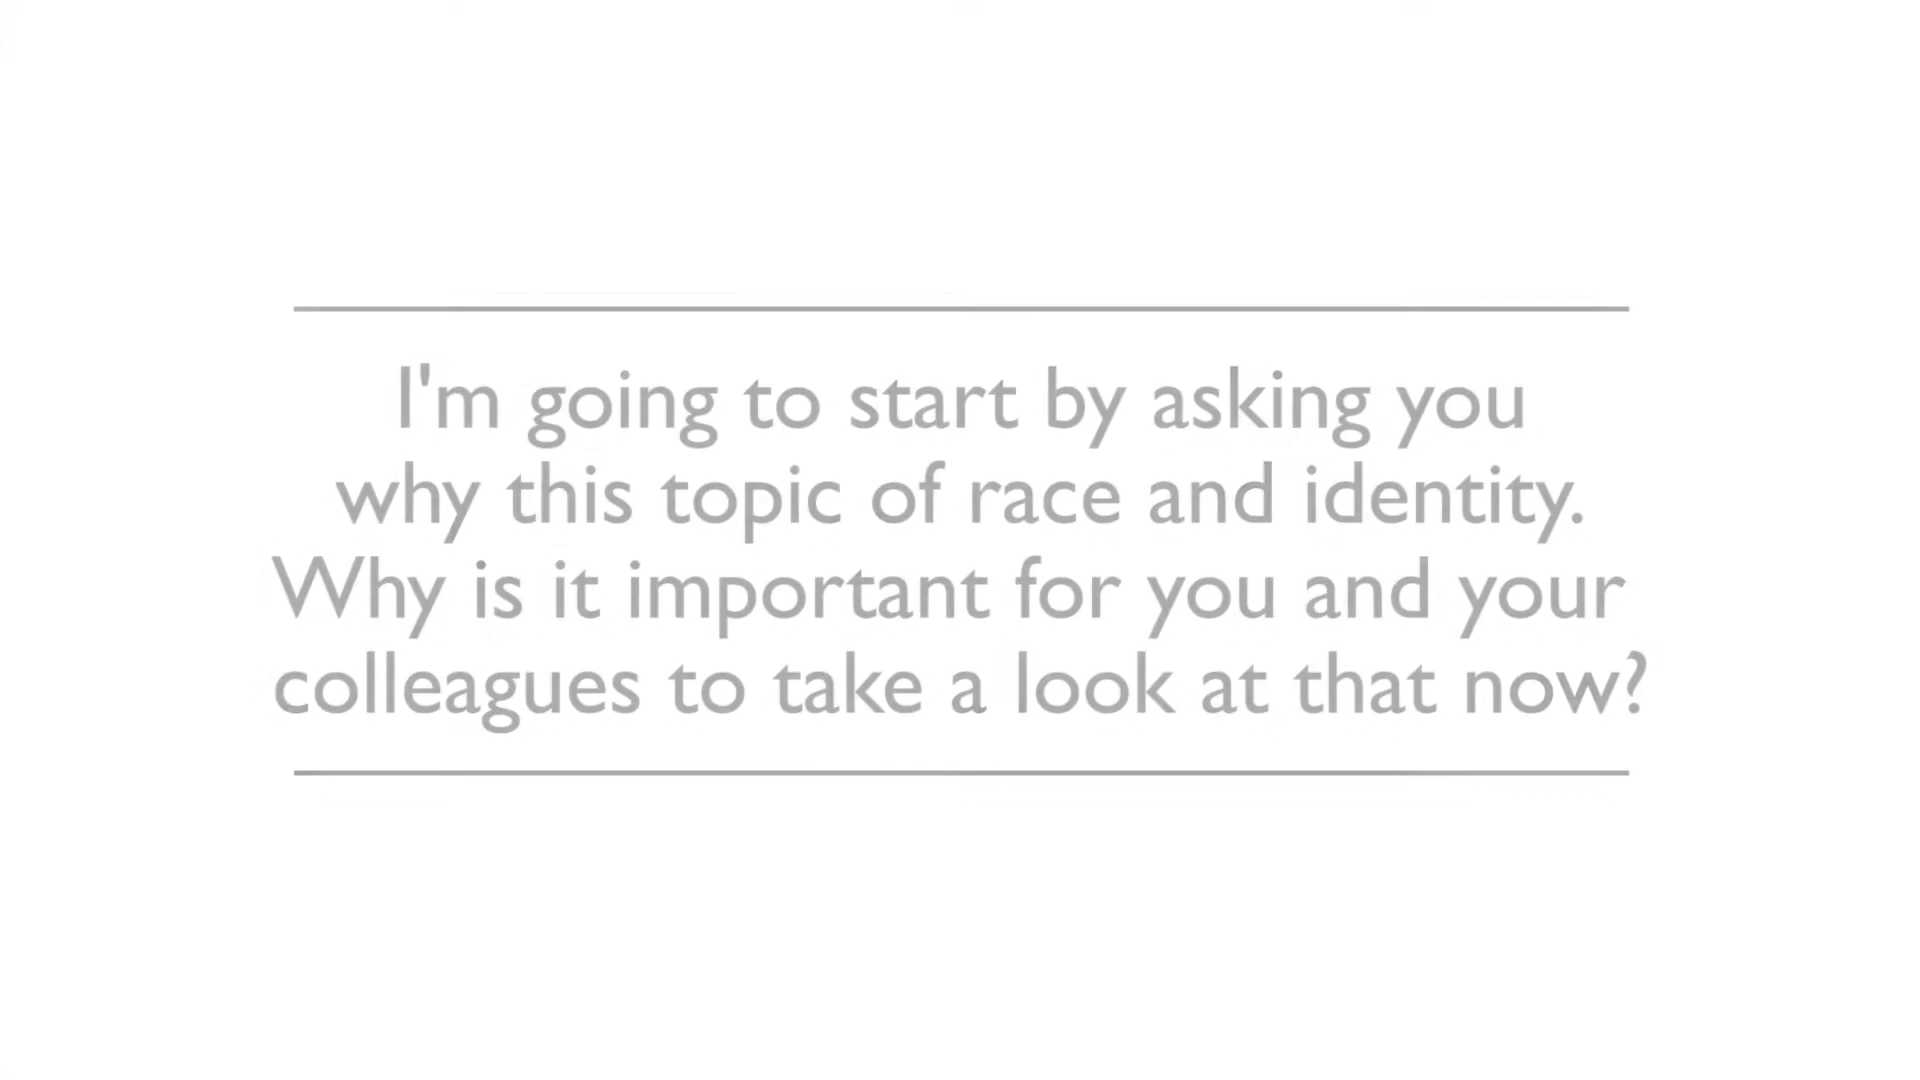 I'm going to start by asking you
why this topic of race and identity.
Why is it important for you and your
colleagues to take a look at that now?